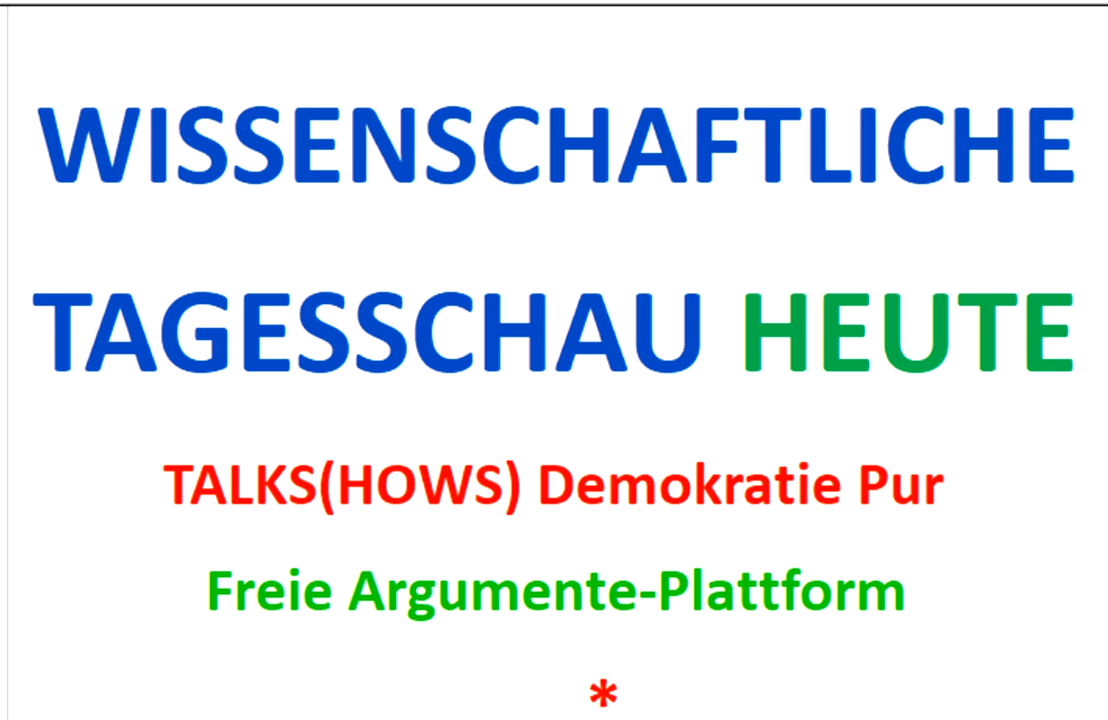 WISSENSCHAFTLICHE
TAGESSCHAU HEUTE
TALKS(HOWS) Demokratie Pur
Freie Argumente-Plattform
*